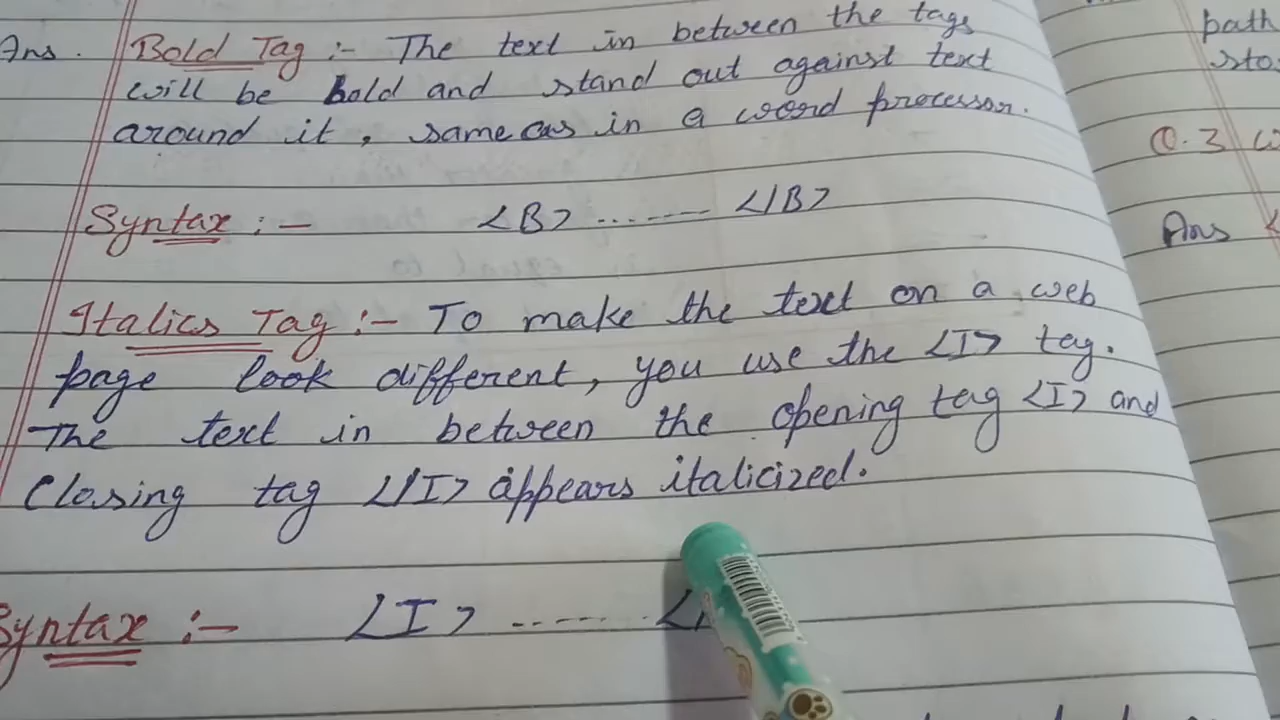 Ans. Bold Tag :- The text in between the tags
will be bold and stand out against text
around it, same as in a word processor.
Syntax :- <B> ...... </B>
Italics Tag :- To make the text on a web
page look different, you use the <I> tag.
The text in between the opening tag <I> and
Closing tag </I> appears italicized.
Syntax :- <I> ...... <
path
Q.3
Ans